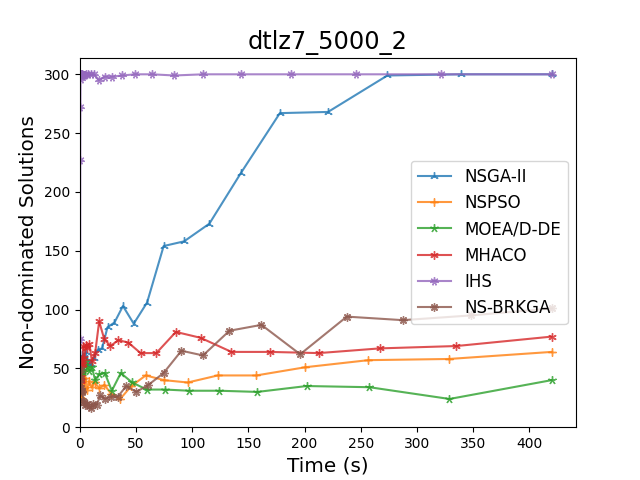 dtlz7_5000_2
Non-dominated Solutions
300
250
200
150
100
50
0
NSGA-II
NSPSO
MOEA/D-DE
MHACO
IHS
NS-BRKGA
0 50 100 150 200 250 300 350 400
Time (s)